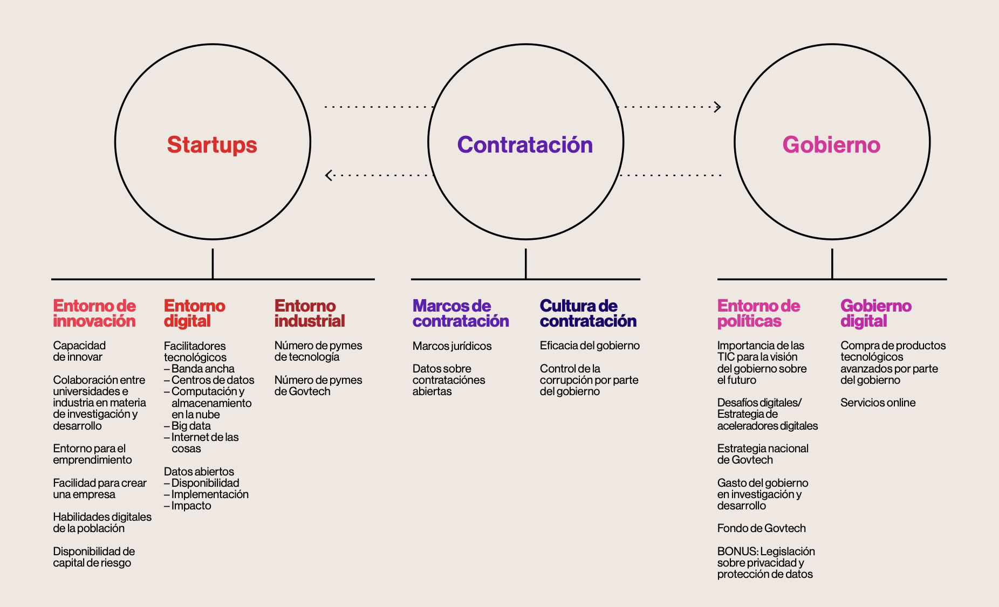 Startups
Contratación
Gobierno
Entorno de
innovación
Capacidad
de innovar
Colaboración entre
universidades e
industria en materia
de investigación y
desarrollo
Entorno para el
emprendimiento
Facilidad para crear
una empresa
Habilidades digitales
de la población
Disponibilidad de
capital de riesgo
Entorno
digital
Facilitadores
tecnológicos
– Banda ancha
– Centros de datos
– Computación y
almacenamiento
en la nube
– Big data
– Internet de las
cosas
Datos abiertos
– Disponibilidad
– Implementación
– Impacto
Entorno
industrial
Número de pymes
de tecnología
Número de pymes
de Govtech
Marcos de
contratación
Marcos jurídicos
Datos sobre
contrataciónes
abiertas
Cultura de
contratación
Eficacia del gobierno
Control de la
corrupción por parte
del gobierno
Entorno de
políticas
Importancia de las
TIC para la visión
del gobierno sobre
el futuro
Desafíos digitales/
Estrategia de
aceleradores digitales
Estrategia nacional
de Govtech
Gasto del gobierno
en investigación y
desarrollo
Fondo de Govtech
BONUS: Legislación
sobre privacidad y
protección de datos
Gobierno
digital
Compra de productos
tecnológicos
avanzados por parte
del gobierno
Servicios online